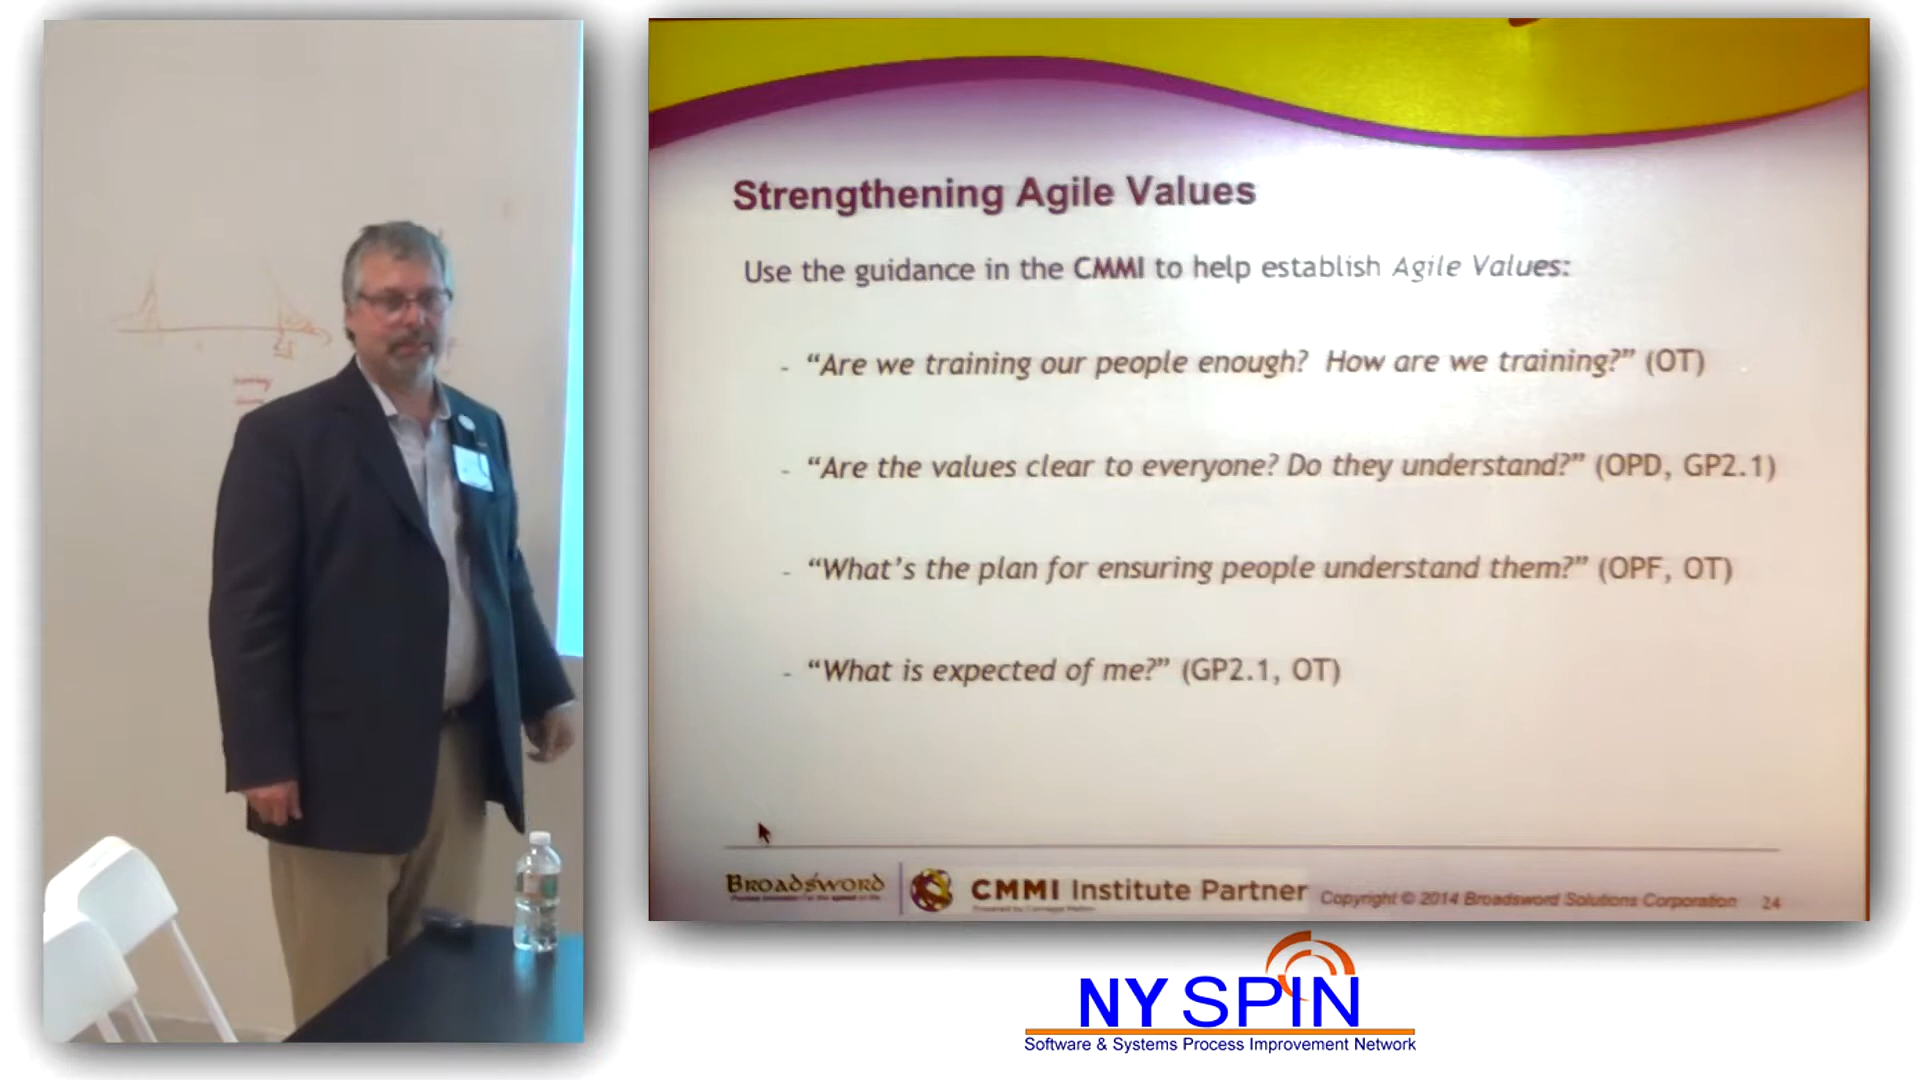 Strengthening Agile Values
Use the guidance in the CMMI to help establish Agile Values:
- “Are we training our people enough? How are we training?” (OT)
- “Are the values clear to everyone? Do they understand?” (OPD, GP2.1)
- “What’s the plan for ensuring people understand them?” (OPF, OT)
- “What is expected of me?” (GP2.1, OT)
BROADSWORD
CMMI Institute Partner
Copyright © 2014 Broadsword Solutions Corporation 24
NY SPIN
Software & Systems Process Improvement Network